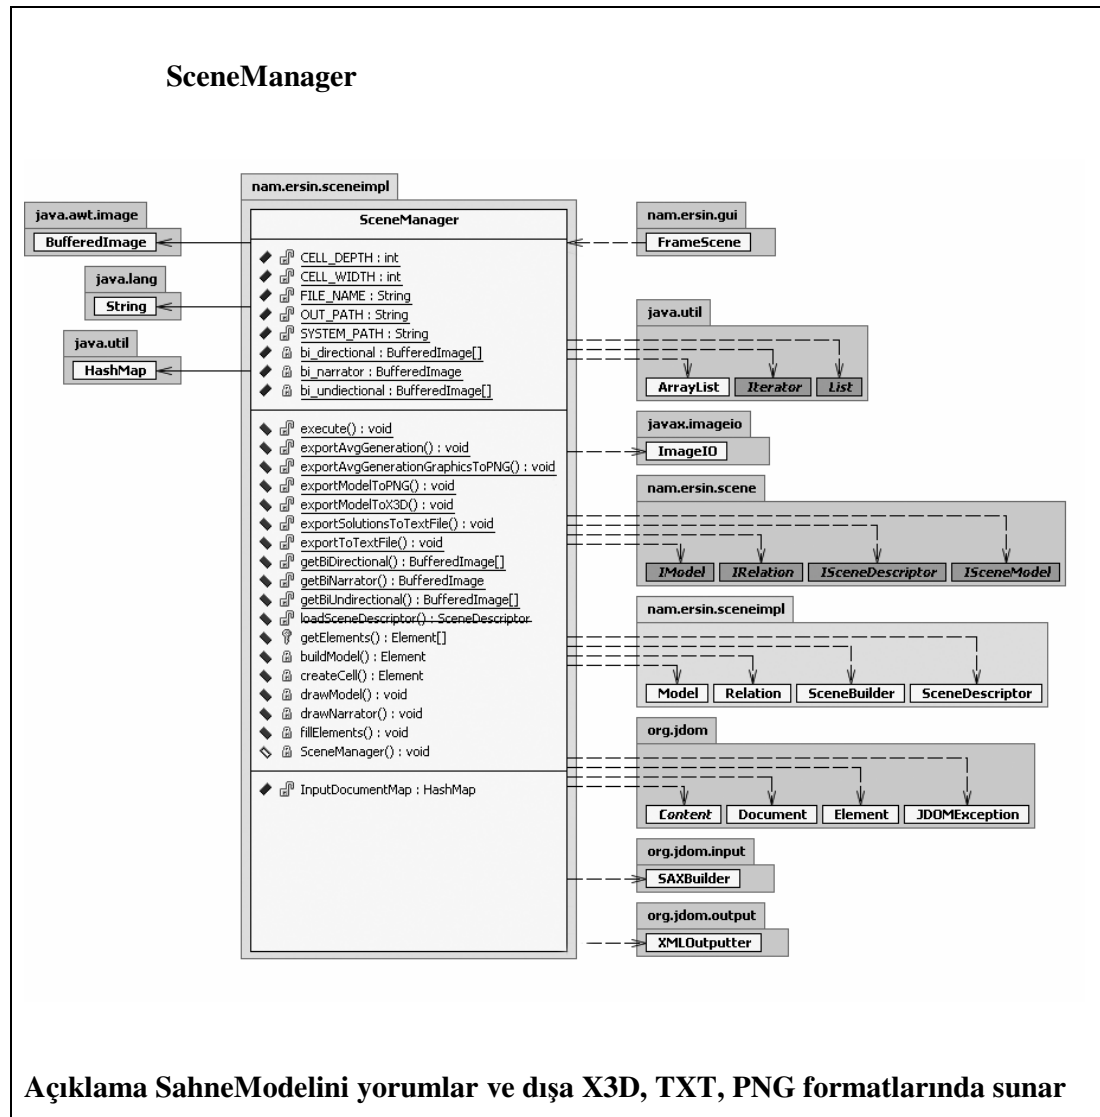 SceneManager
nam.ersin.sceneimpl
SceneManager
CELL_DEPTH : int
CELL_WIDTH : int
FILE_NAME : String
OUT_PATH : String
SYSTEM_PATH : String
bi_directional : BufferedImage[]
bi_narrator : BufferedImage
bi_undiectional : BufferedImage[]
execute() : void
exportAvgGeneration() : void
exportAvgGenerationGraphicsToPNG() : void
exportModelToPNG() : void
exportModelToX3D() : void
exportSolutionsToTextFile() : void
exportToTextFile() : void
getBiDirectional() : BufferedImage[]
getBiNarrator() : BufferedImage
getBiUndirectional() : BufferedImage[]
loadSceneDescriptor() : SceneDescriptor
getElements() : Element[]
buildModel() : Element
createCell() : Element
drawModel() : void
drawNarrator() : void
fillElements() : void
SceneManager() : void
InputDocumentMap : HashMap
java.awt.image
BufferedImage
java.lang
String
java.util
HashMap
nam.ersin.gui
FrameScene
java.util
ArrayList Iterator List
javax.imageio
ImageIO
nam.ersin.scene
IModel IRelation ISceneDescriptor ISceneModel
nam.ersin.sceneimpl
Model Relation SceneBuilder SceneDescriptor
org.jdom
Content Document Element JDOMException
org.jdom.input
SAXBuilder
org.jdom.output
XMLOutputter
Açıklama SahneModelini yorumlar ve dışa X3D, TXT, PNG formatlarında sunar